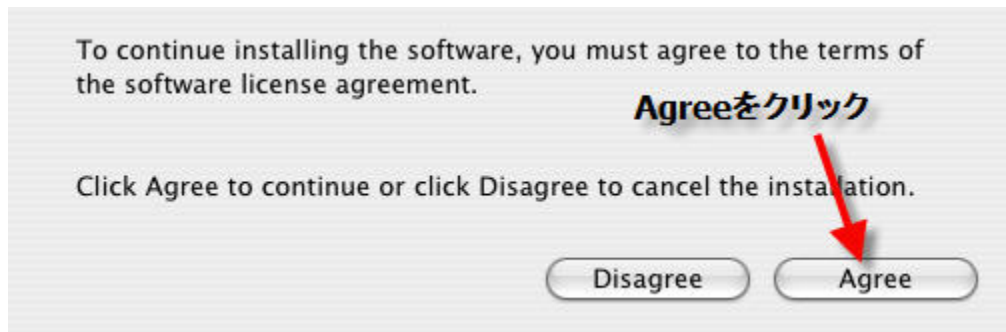 To continue installing the software, you must agree to the terms of
the software license agreement.
Agreeをクリック
Click Agree to continue or click Disagree to cancel the installation.
Disagree
Agree